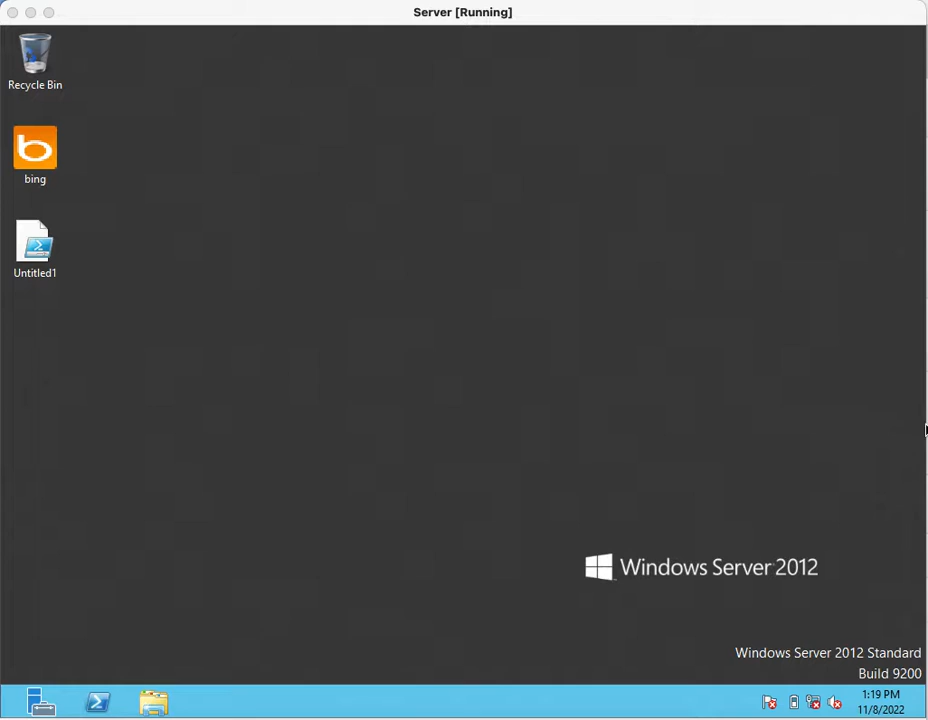 Server [Running]
Recycle Bin
bing
Untitled1
Windows Server 2012
Windows Server 2012 Standard
Build 9200
1:19 PM
11/8/2022